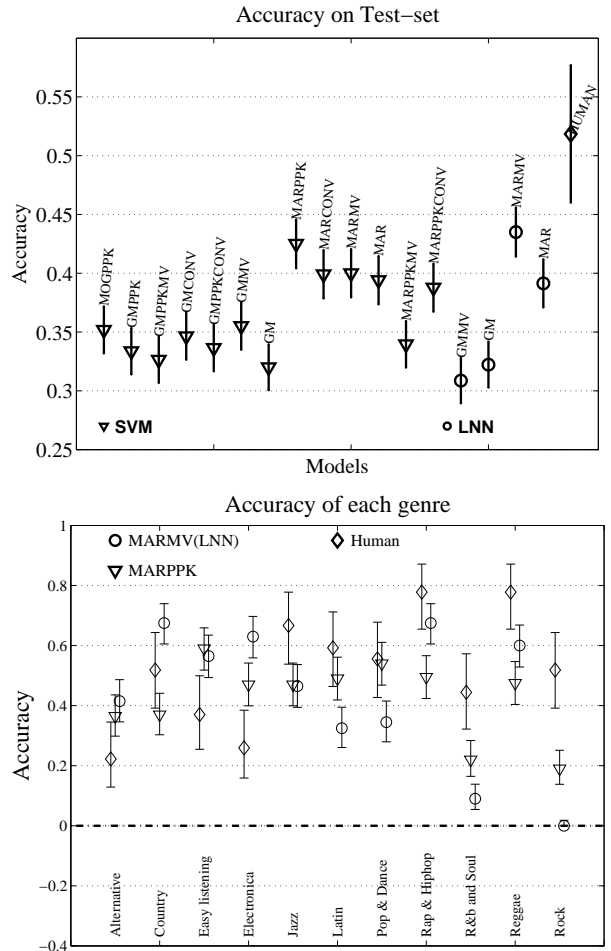 Accuracy on Test-set
Accuracy
0.55
0.5
0.45
0.4
0.35
0.3
0.25
MOGPPK
GMPPK
GMPPKMV
GMCONV
GMPPKCONV
GMMV
GM
MARPPK
MARCONV
MARMV
MAR
MARPPKMV
MARPPKCONV
GMMV
GM
MARMV
MAR
HUMAN
SVM
LNN
Models
Accuracy of each genre
Accuracy
1
0.8
0.6
0.4
0.2
0
−0.2
−0.4
MARMV(LNN)
Human
MARPPK
Alternative
Country
Easy listening
Electronica
Jazz
Latin
Pop & Dance
Rap & Hiphop
R&b and Soul
Reggae
Rock